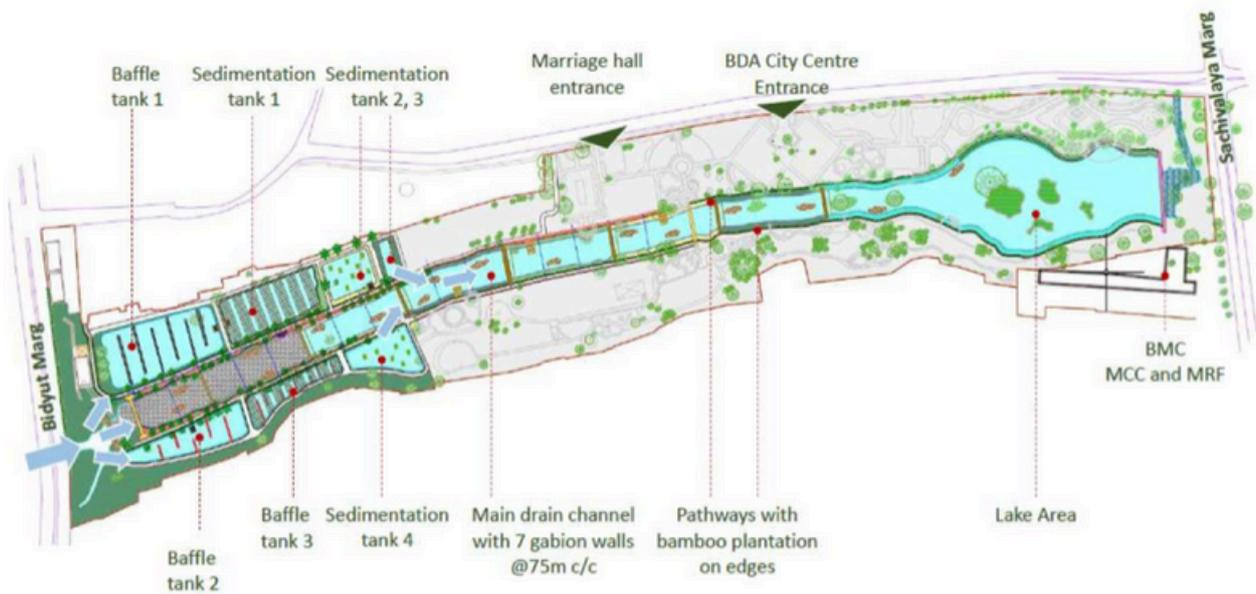 Baffle
tank 1
Sedimentation
tank 1
Sedimentation
tank 2, 3
Marriage hall
entrance
BDA City Centre
Entrance
Sachivalaya Marg
Bidyut Marg
BMC
MCC and MRF
Baffle
tank 2
Baffle
tank 3
Sedimentation
tank 4
Main drain channel
with 7 gabion walls
@75m c/c
Pathways with
bamboo plantation
on edges
Lake Area